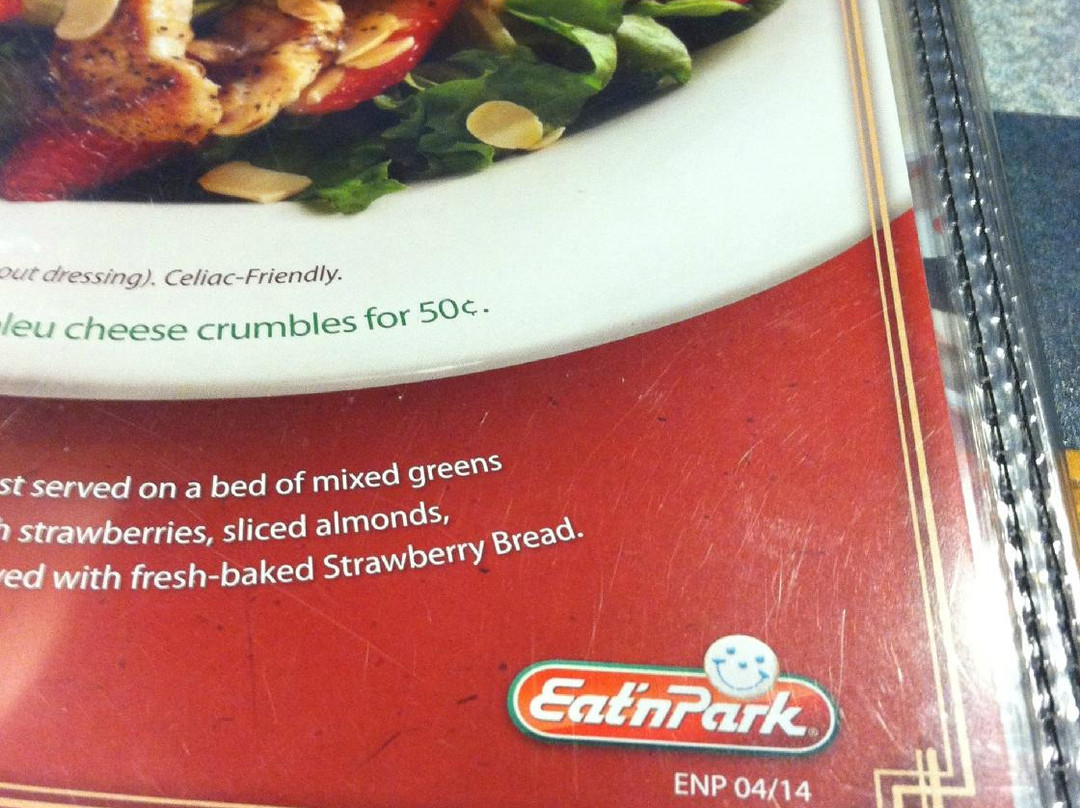 out dressing). Celiac-Friendly.
leu cheese crumbles for 50¢.
st served on a bed of mixed greens
h strawberries, sliced almonds,
ved with fresh-baked Strawberry Bread.
Eat'nPark®
ENP 04/14